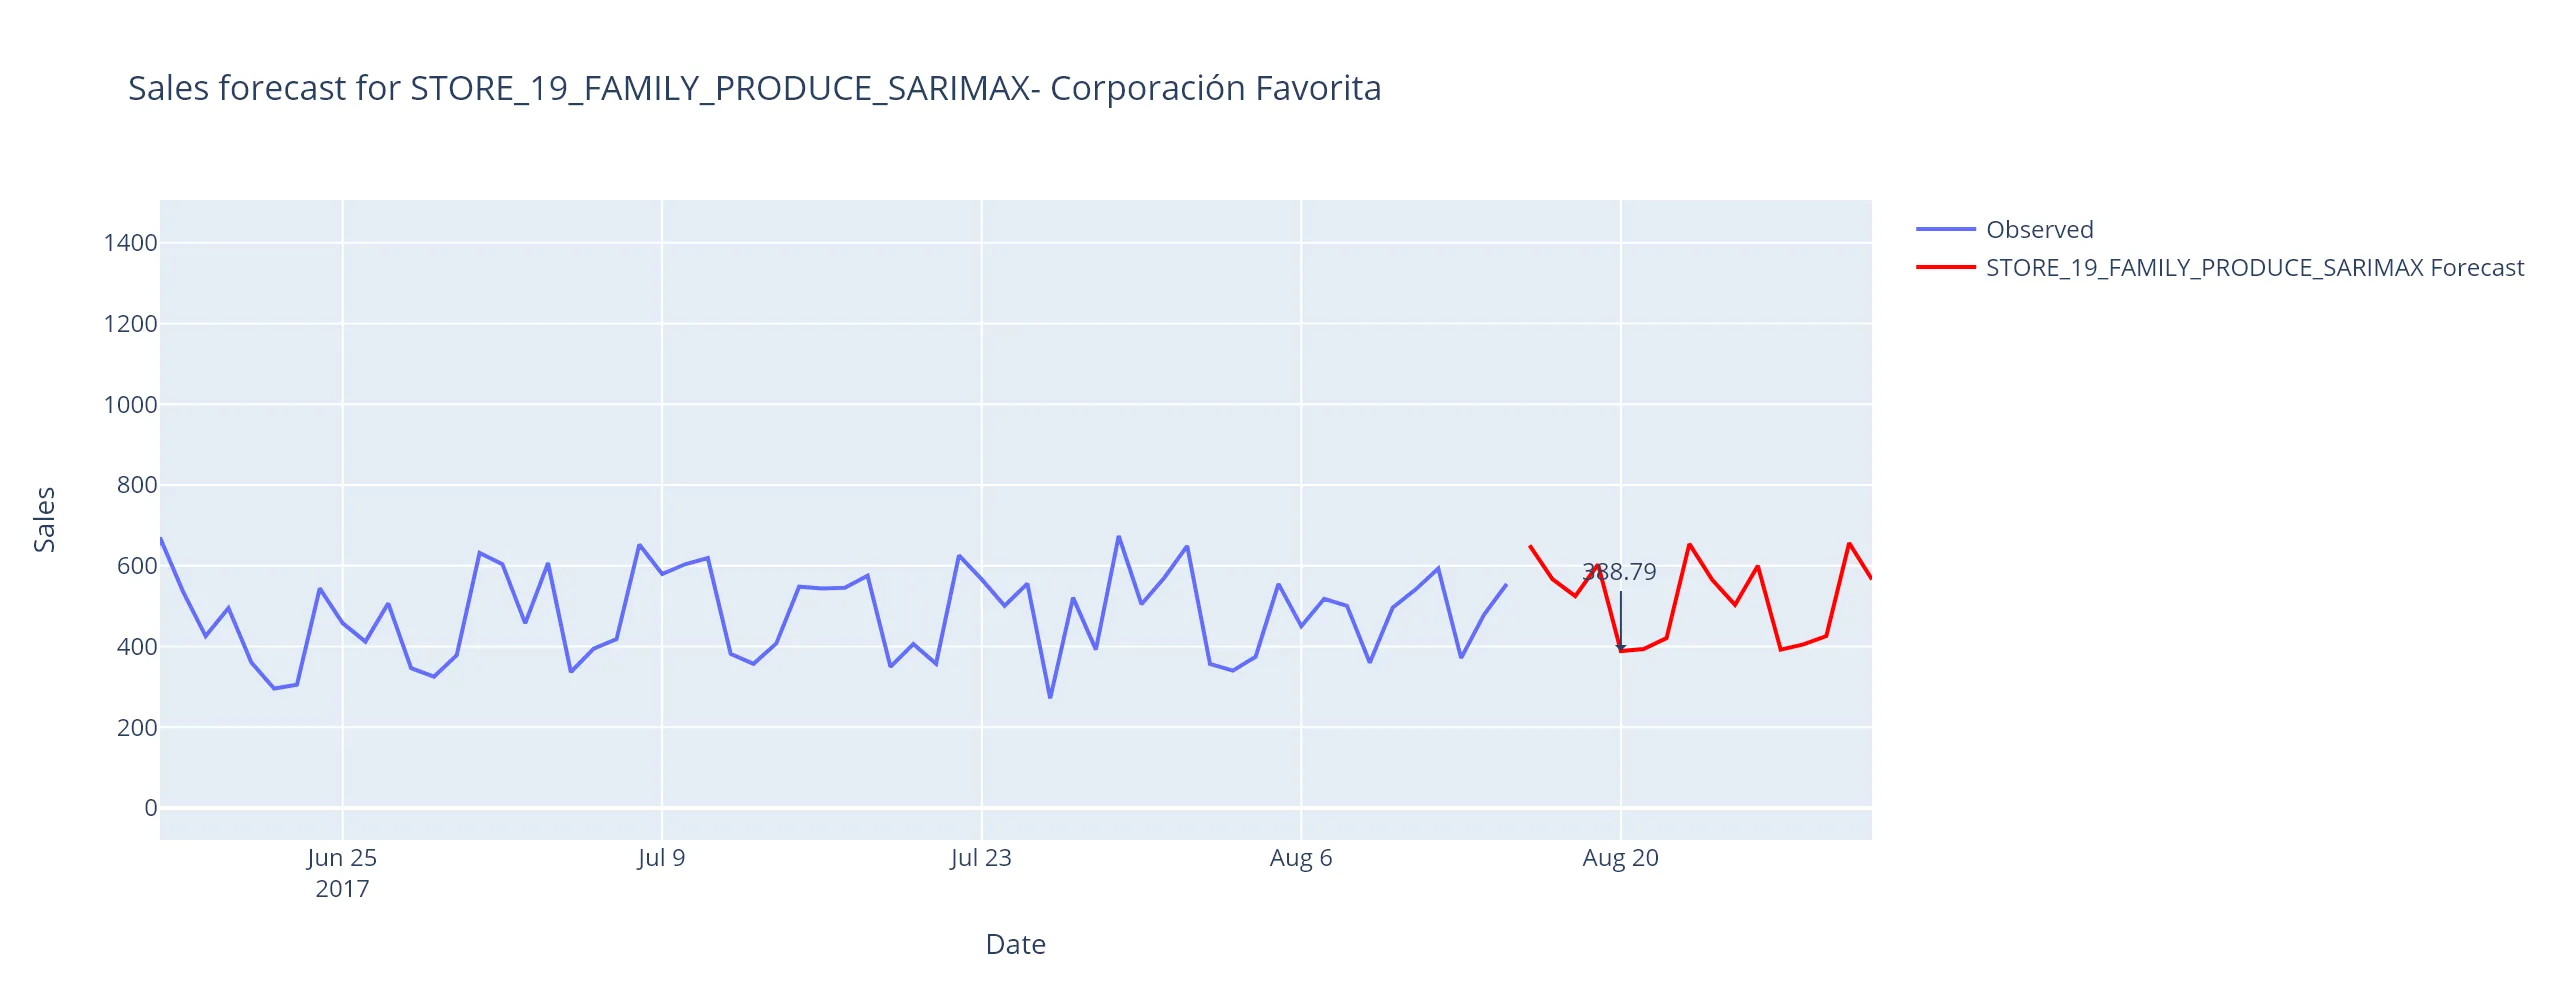 Sales forecast for STORE_19_FAMILY_PRODUCE_SARIMAX- Corporación Favorita
Observed
STORE_19_FAMILY_PRODUCE_SARIMAX Forecast
1400
1200
1000
800
600
400
200
0
Sales
388.79
Jun 25
2017
Jul 9
Jul 23
Aug 6
Aug 20
Date